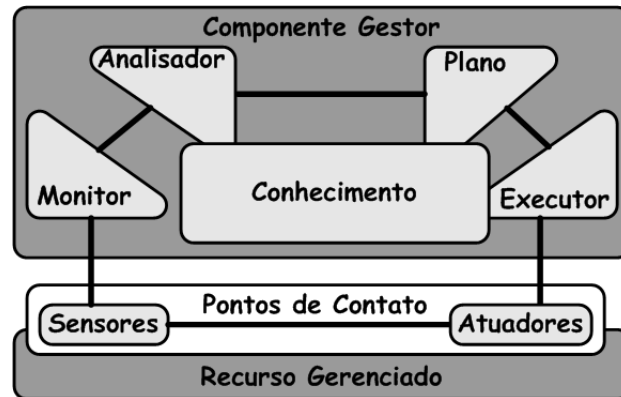 Componente Gestor
Analisador
Plano
Monitor
Conhecimento
Executor
Pontos de Contato
Sensores
Atuadores
Recurso Gerenciado